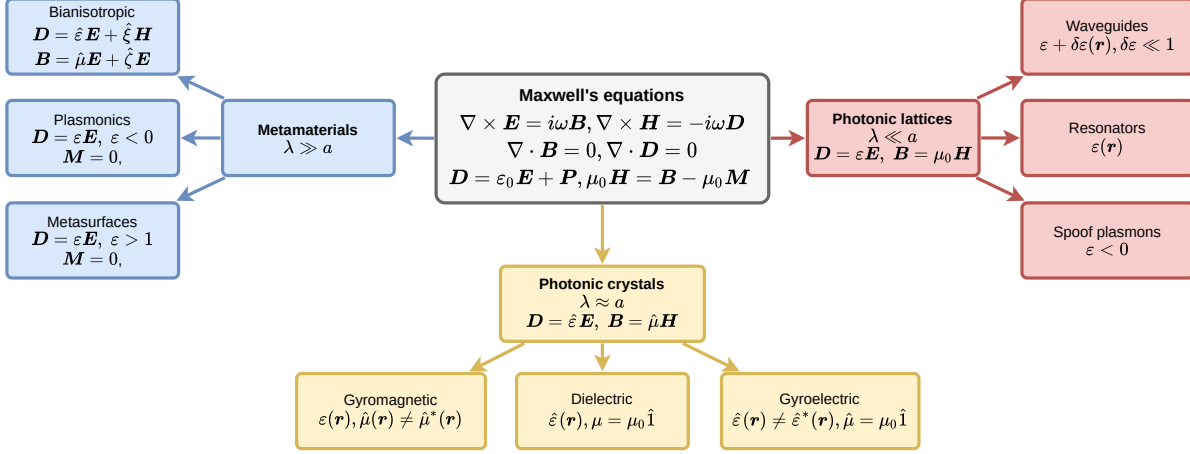 Bianisotropic
D = ε̂E + ξ̂H
B = μ̂E + ζ̂E
Plasmonics
D = εE, ε < 0
M = 0,
Metasurfaces
D = εE, ε > 1
M = 0,
Metamaterials
λ ≫ a
Maxwell's equations
∇ × E = iωB, ∇ × H = −iωD
∇ · B = 0, ∇ · D = 0
D = ε₀E + P, μ₀H = B − μ₀M
Photonic lattices
λ ≪ a
D = εE, B = μ₀H
Waveguides
ε + δε(r), δε ≪ 1
Resonators
ε(r)
Spoof plasmons
ε < 0
Photonic crystals
λ ≈ a
D = ε̂E, B = μ̂H
Gyromagnetic
ε(r), μ̂(r) ≠ μ̂*(r)
Dielectric
ε̂(r), μ = μ₀1̂
Gyroelectric
ε̂(r) ≠ ε̂*(r), μ̂ = μ₀1̂